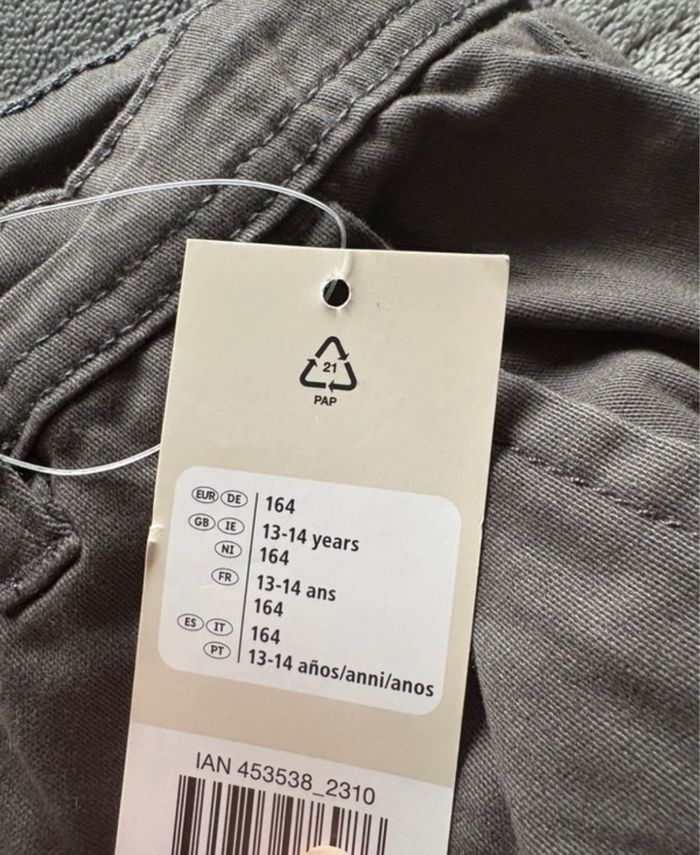 21
PAP
EUR DE 164
GB IE 13-14 years
NI 164
FR 13-14 ans
164
ES IT 164
PT 13-14 años/anni/anos
IAN 453538_2310